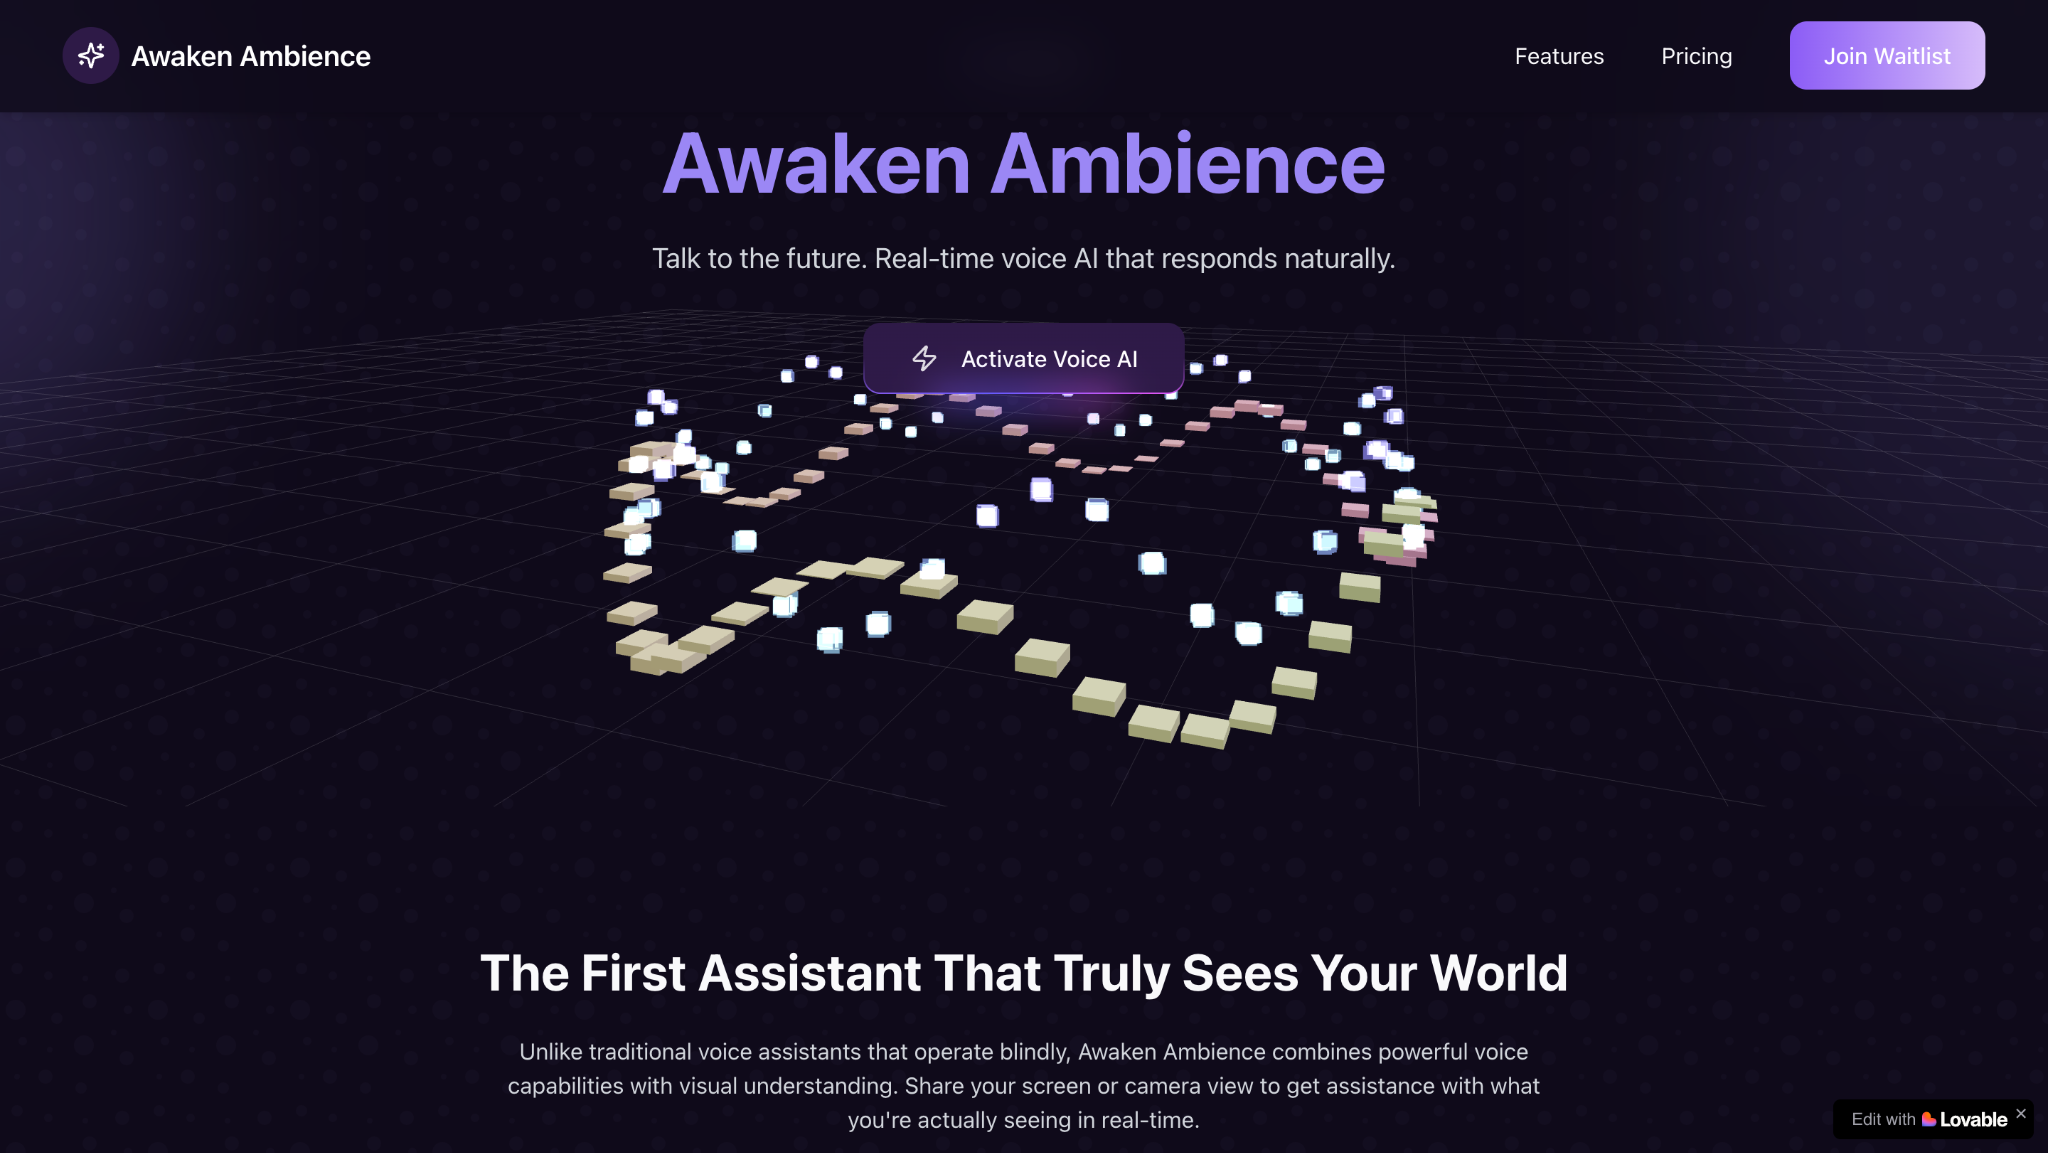 Awaken Ambience
Features
Pricing
Join Waitlist
Awaken Ambience
Talk to the future. Real-time voice AI that responds naturally.
Activate Voice AI
The First Assistant That Truly Sees Your World
Unlike traditional voice assistants that operate blindly, Awaken Ambience combines powerful voice
capabilities with visual understanding. Share your screen or camera view to get assistance with what
you're actually seeing in real-time.
Edit with Lovable